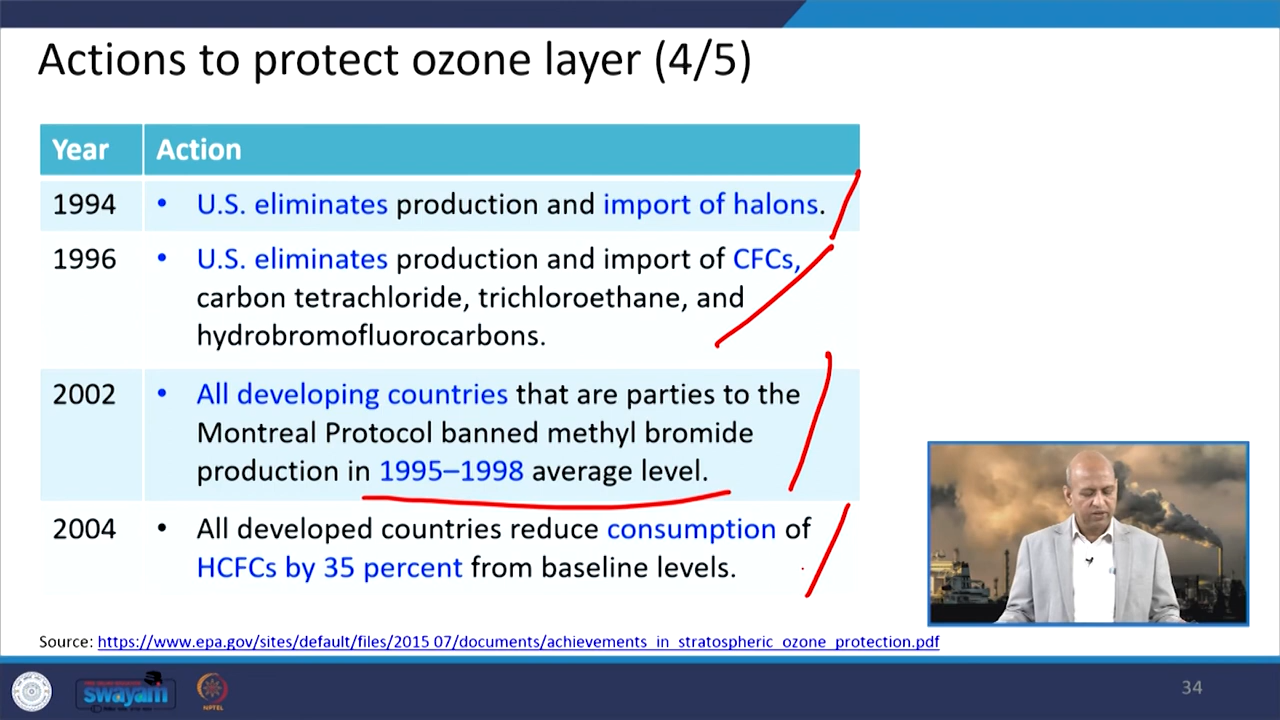 Actions to protect ozone layer (4/5)
Year Action
1994 • U.S. eliminates production and import of halons.
1996 • U.S. eliminates production and import of CFCs,
carbon tetrachloride, trichloroethane, and
hydrobromofluorocarbons.
2002 • All developing countries that are parties to the
Montreal Protocol banned methyl bromide
production in 1995–1998 average level.
2004 • All developed countries reduce consumption of
HCFCs by 35 percent from baseline levels.
Source: https://www.epa.gov/sites/default/files/2015 07/documents/achievements_in_stratospheric_ozone_protection.pdf
swayam
NPTEL
34